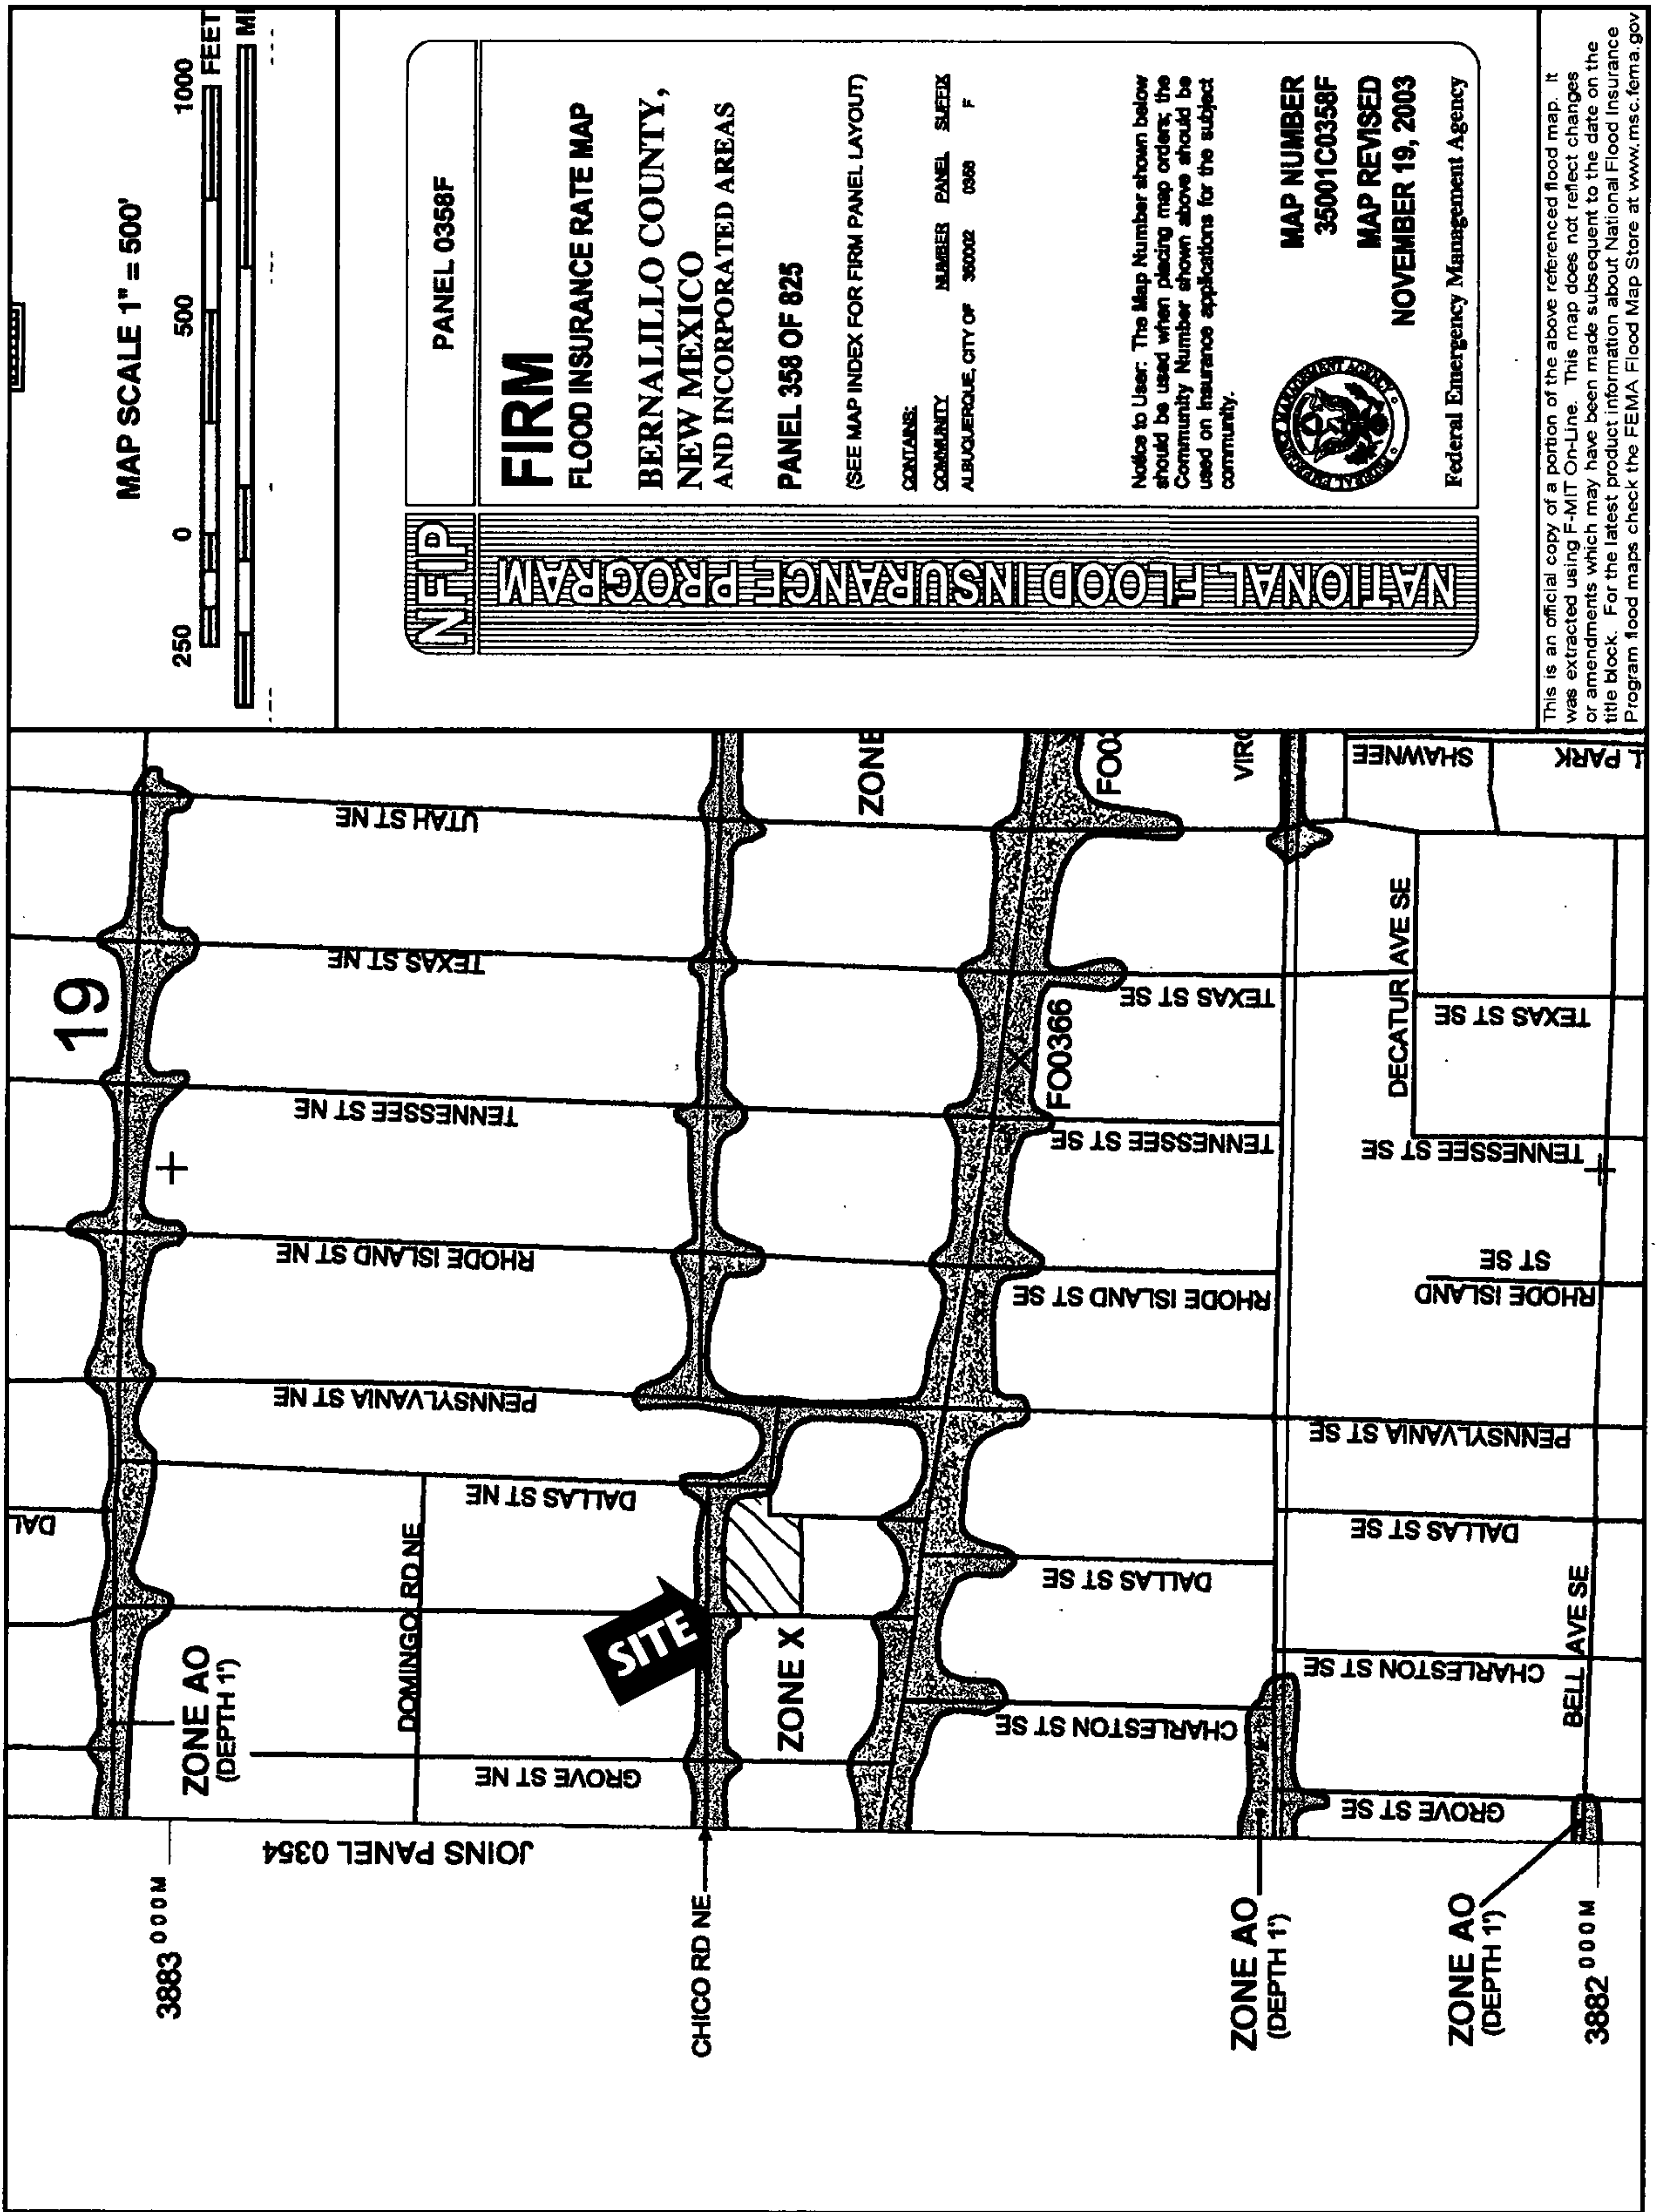 MAP SCALE 1" = 500'
250 0 500 1000
FEET
NFIP
NATIONAL FLOOD INSURANCE PROGRAM
PANEL 0358F
FIRM
FLOOD INSURANCE RATE MAP
BERNALILLO COUNTY,
NEW MEXICO
AND INCORPORATED AREAS
PANEL 358 OF 825
(SEE MAP INDEX FOR FIRM PANEL LAYOUT)
CONTAINS:
COMMUNITY NUMBER PANEL SUFFIX
ALBUQUERQUE, CITY OF 350002 0358 F
Notice to User: The Map Number shown below
should be used when placing map orders; the
Community Number shown above should be
used on insurance applications for the subject
community.
FEDERAL EMERGENCY MANAGEMENT AGENCY
MAP NUMBER
35001C0358F
MAP REVISED
NOVEMBER 19, 2003
Federal Emergency Management Agency
This is an official copy of a portion of the above referenced flood map. It
was extracted using F-MIT On-Line. This map does not reflect changes
or amendments which may have been made subsequent to the date on the
title block. For the latest product information about National Flood Insurance
Program flood maps check the FEMA Flood Map Store at www.msc.fema.gov
19
3883 000 M
JOINS PANEL 0354
ZONE AO
(DEPTH 1')
DAL
DOMINGO RD NE
GROVE ST NE
DALLAS ST NE
PENNSYLVANIA ST NE
RHODE ISLAND ST NE
TENNESSEE ST NE
TEXAS ST NE
UTAH ST NE
CHICO RD NE
SITE
ZONE X
ZONE
FO0366
FO03
VIRG
CHARLESTON ST SE
DALLAS ST SE
RHODE ISLAND ST SE
TENNESSEE ST SE
TEXAS ST SE
ZONE AO
(DEPTH 1')
GROVE ST SE
CHARLESTON ST SE
DALLAS ST SE
PENNSYLVANIA ST SE
RHODE ISLAND
ST SE
TENNESSEE ST SE
DECATUR AVE SE
TEXAS ST SE
SHAWNEE
L PARK
BELL AVE SE
ZONE AO
(DEPTH 1')
3882 000 M